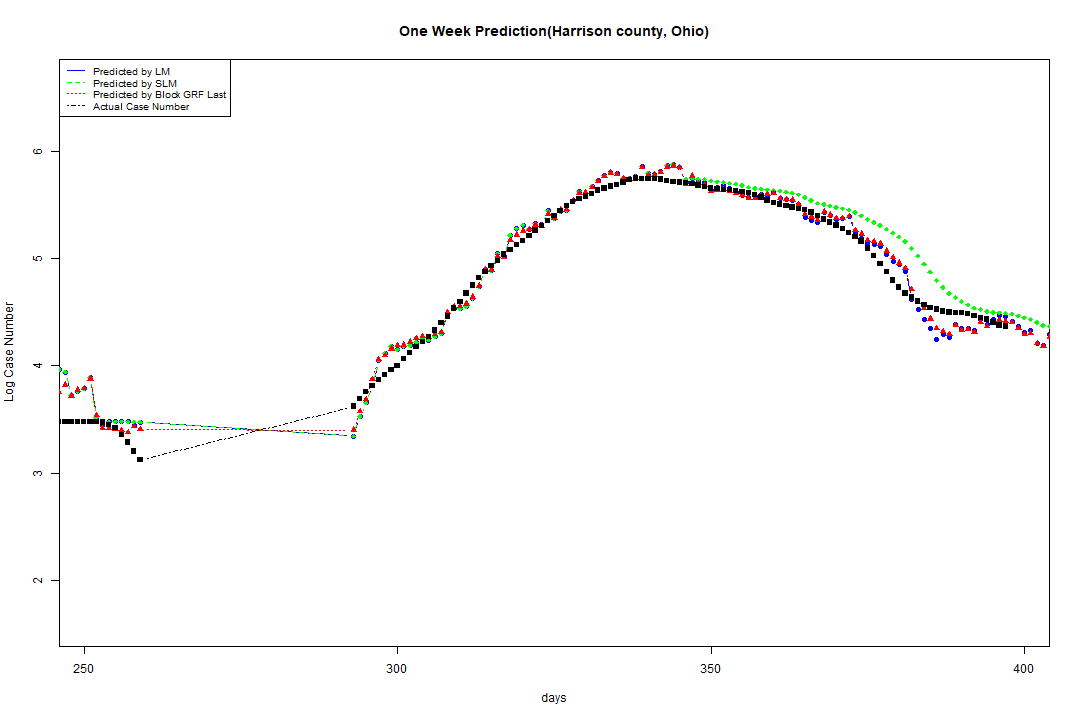 One Week Prediction(Harrison county, Ohio)
Predicted by LM
Predicted by SLM
Predicted by Block GRF Last
Actual Case Number
6
5
4
3
2
Log Case Number
250 300 350 400
days